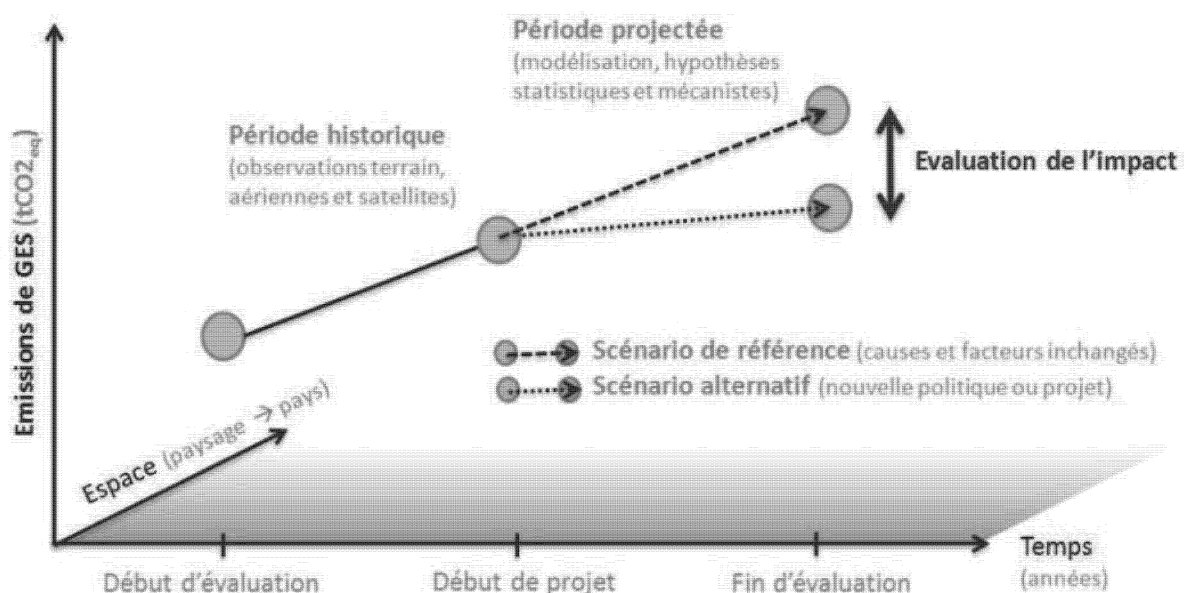 Période projectée
(modélisation, hypothèses
statistiques et mécanistes)
Période historique
(observations terrain,
aériennes et satellites)
Evaluation de l'impact
Emissions de GES (tCO2eq)
Scénario de référence (causes et facteurs inchangés)
Scénario alternatif (nouvelle politique ou projet)
Espace (paysage → pays)
Temps
(années)
Début d'évaluation
Début de projet
Fin d'évaluation